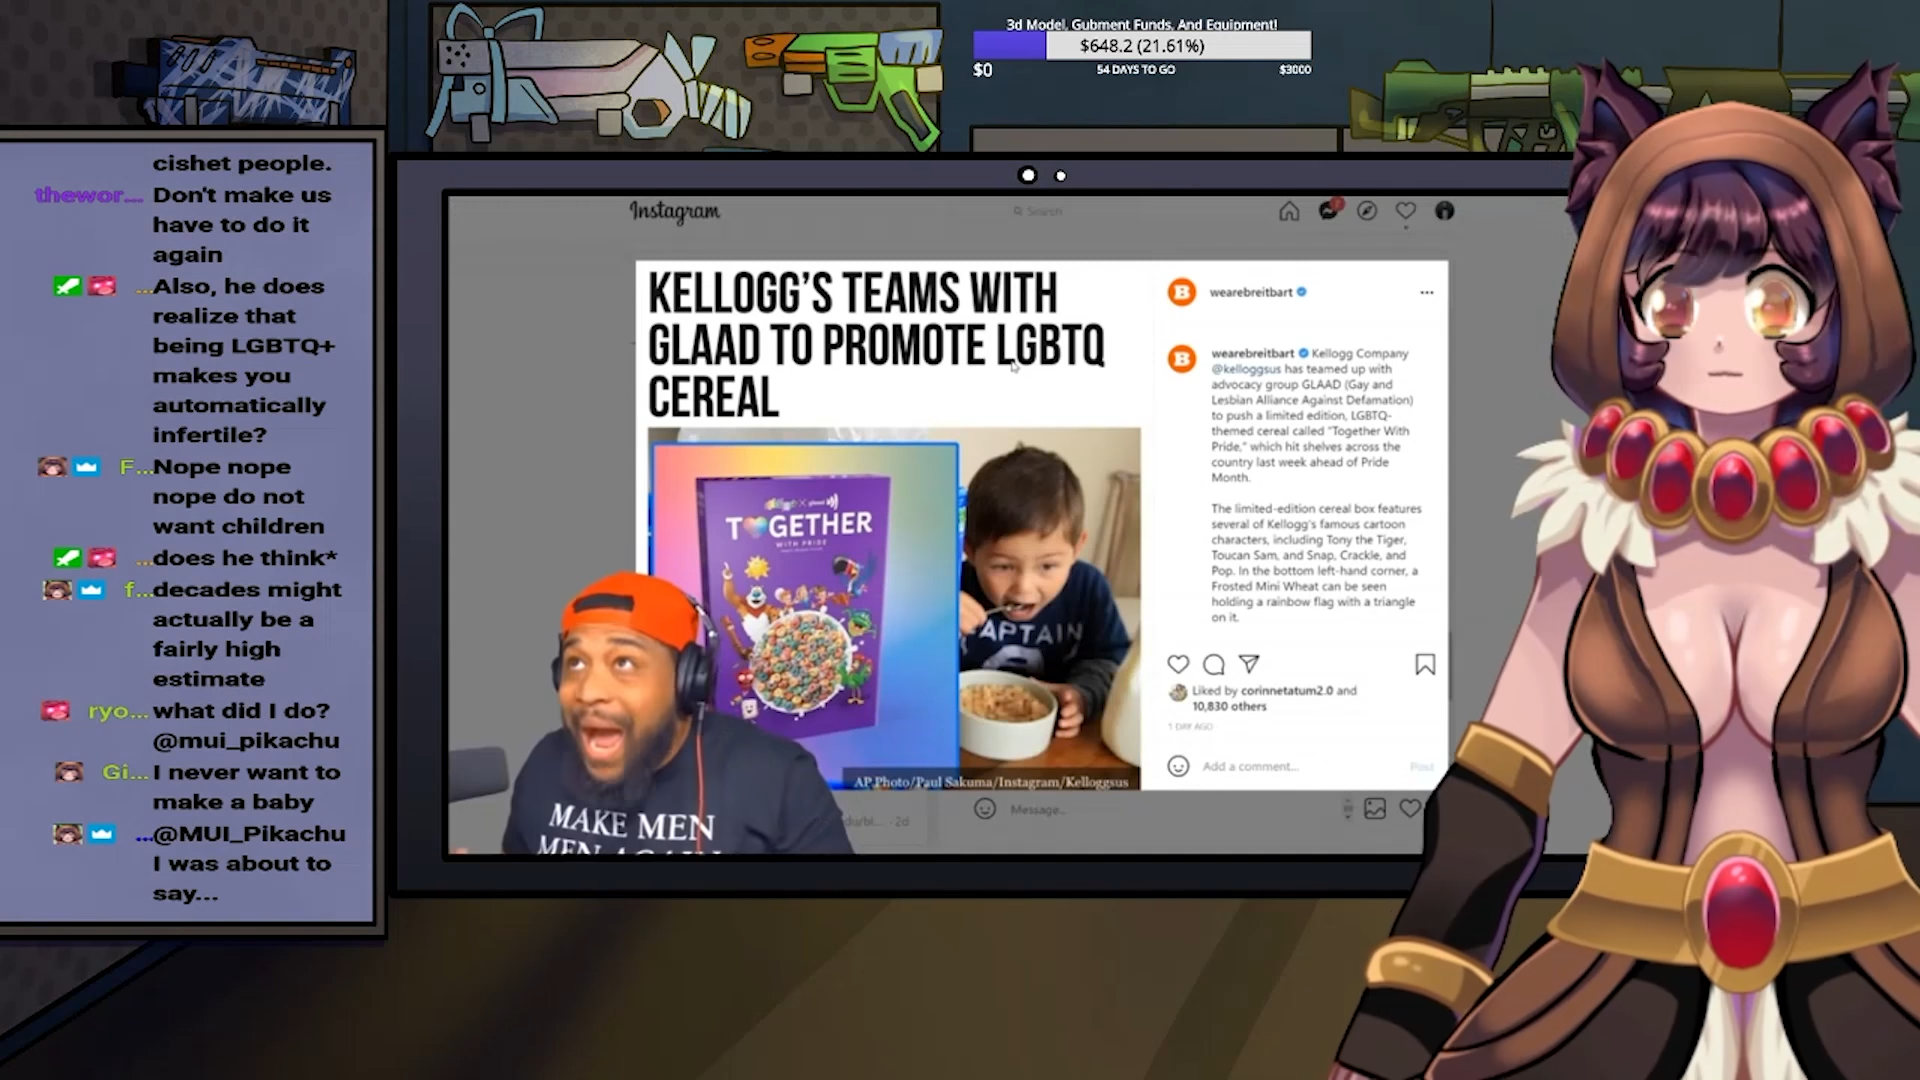 3d Model, Gubment Funds, And Equipment!
$648.2 (21.61%)
$0
54 DAYS TO GO
$3000
cishet people.
thewor... Don't make us
have to do it
again
...Also, he does
realize that
being LGBTQ+
makes you
automatically
infertile?
F...Nope nope
nope do not
want children
...does he think*
f...decades might
actually be a
fairly high
estimate
ryo... what did I do?
@mui_pikachu
Gi... I never want to
make a baby
...@MUI_Pikachu
I was about to
say...
Instagram
Search
KELLOGG'S TEAMS WITH
GLAAD TO PROMOTE LGBTQ
CEREAL
TOGETHER
WITH PRIDE
APTAIN
AP Photo/Paul Sakuma/Instagram/Kelloggsus
MAKE MEN
MEN AGAIN
B wearebreitbart
B wearebreitbart Kellogg Company
@kelloggsus has teamed up with
advocacy group GLAAD (Gay and
Lesbian Alliance Against Defamation)
to push a limited edition, LGBTQ-
themed cereal called "Together With
Pride," which hit shelves across the
country last week ahead of Pride
Month.
The limited-edition cereal box features
several of Kellogg's famous cartoon
characters, including Tony the Tiger,
Toucan Sam, and Snap, Crackle, and
Pop. In the bottom left-hand corner, a
Frosted Mini Wheat can be seen
holding a rainbow flag with a triangle
on it.
Liked by corinnetatum2.0 and
10,830 others
1 DAY AGO
Add a comment...
Post
2d
Message...